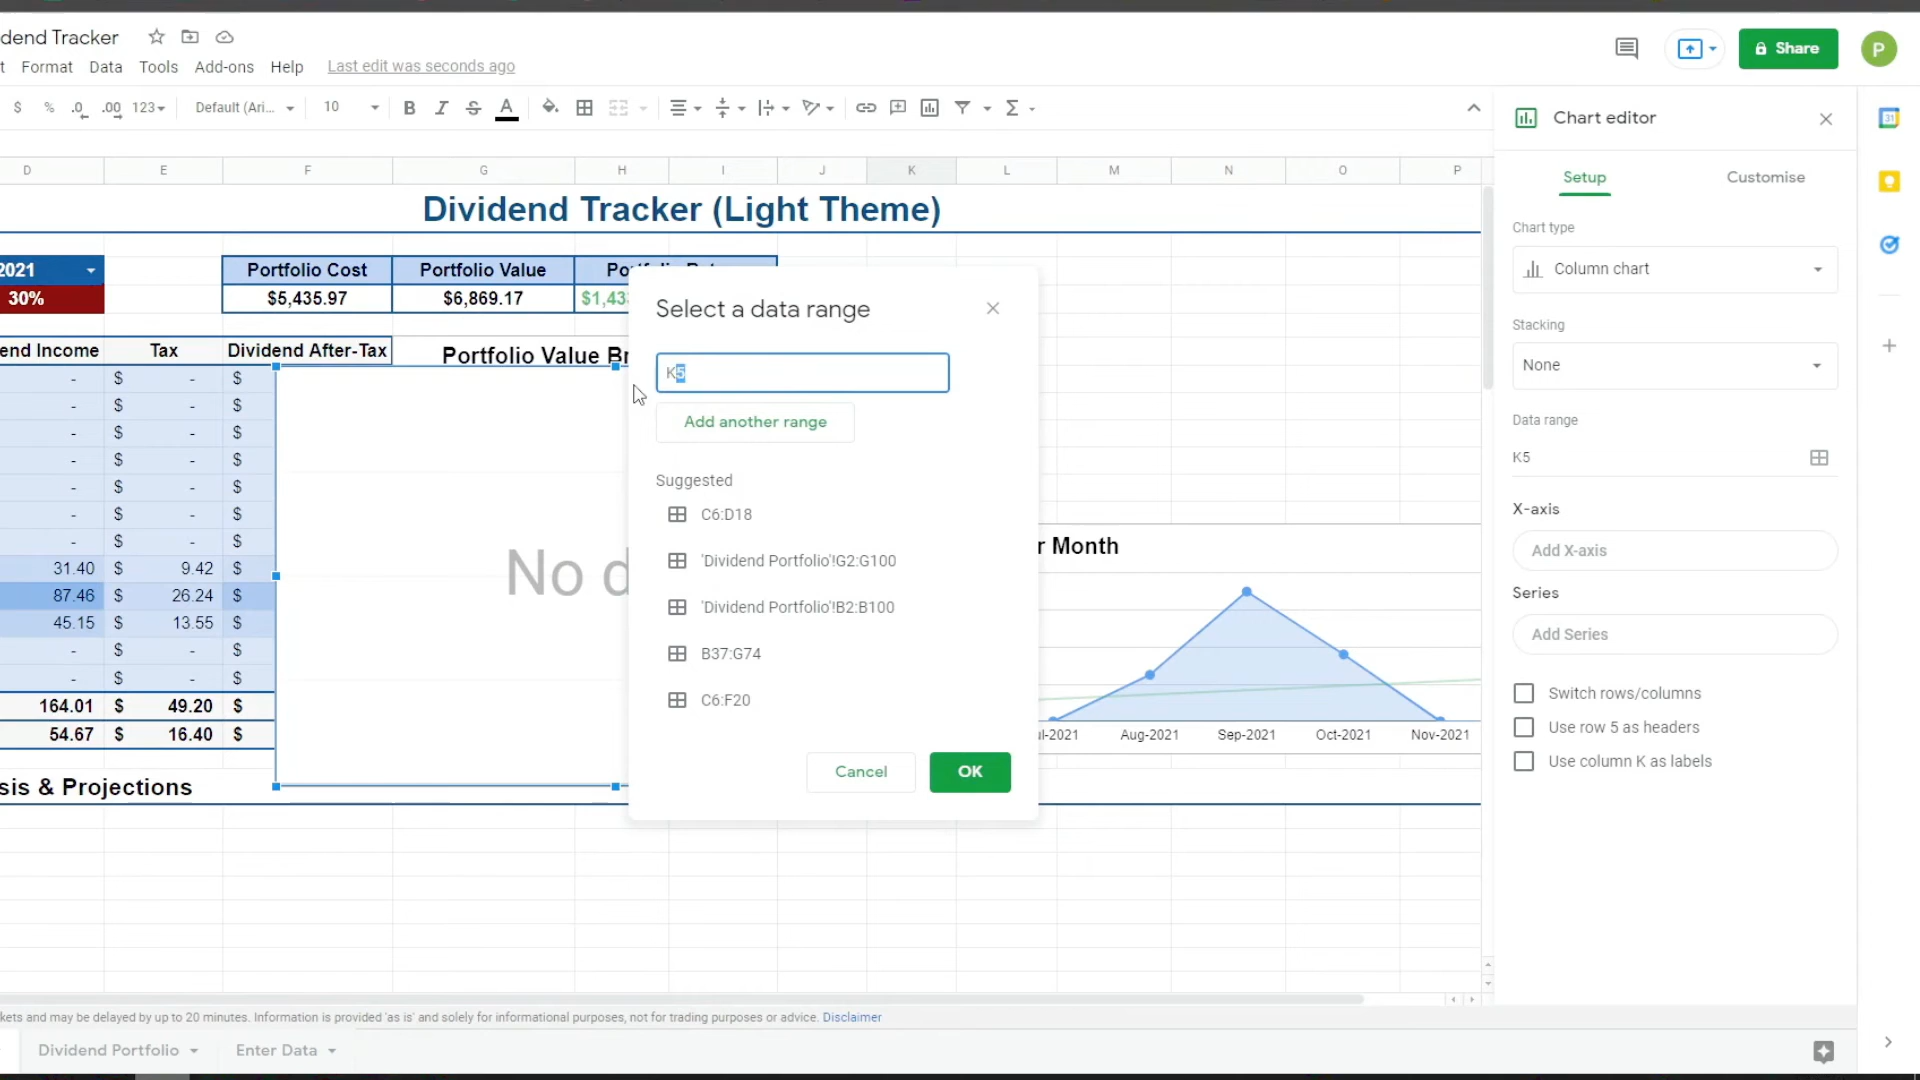 dend Tracker
t Format Data Tools Add-ons Help Last edit was seconds ago
Share
P
$ % .0 .00 123 Default (Ari... 10 B I S A Σ
Chart editor
Setup Customise
D E F G H I J K L M N O P
Dividend Tracker (Light Theme)
2021
30%
Portfolio Cost Portfolio Value
$5,435.97 $6,869.17
end Income Tax Dividend After-Tax
Portfolio Value Br
- $ - $
- $ - $
- $ - $
- $ - $
- $ - $
- $ - $
- $ - $
31.40 $ 9.42 $
87.46 $ 26.24 $
45.15 $ 13.55 $
- $ - $
- $ - $
164.01 $ 49.20 $
54.67 $ 16.40 $
sis & Projections
No d
Select a data range
K5
Add another range
Suggested
C6:D18
'Dividend Portfolio'!G2:G100
'Dividend Portfolio'!B2:B100
B37:G74
C6:F20
Cancel OK
r Month
ul-2021 Aug-2021 Sep-2021 Oct-2021 Nov-2021
Chart type
Column chart
Stacking
None
Data range
K5
X-axis
Add X-axis
Series
Add Series
Switch rows/columns
Use row 5 as headers
Use column K as labels
31
kets and may be delayed by up to 20 minutes. Information is provided 'as is' and solely for informational purposes, not for trading purposes or advice. Disclaimer
Dividend Portfolio Enter Data